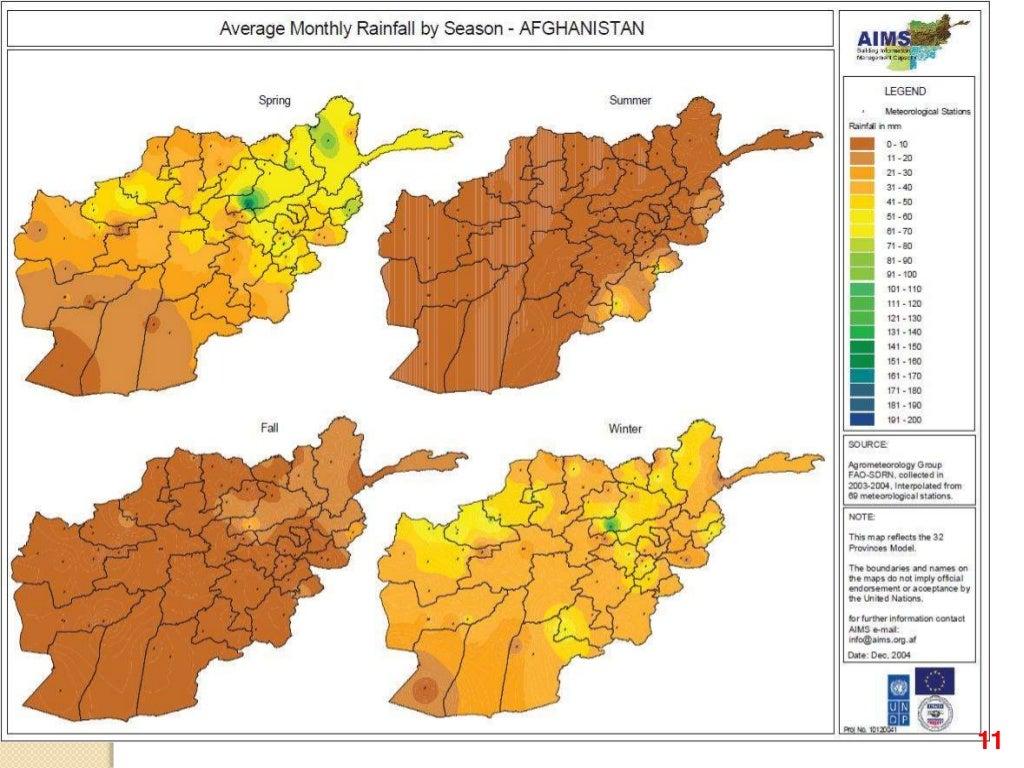 Average Monthly Rainfall by Season - AFGHANISTAN
AIMS
Building Information
Management Capacity
Spring
Summer
Fall
Winter
LEGEND
Meteorological Stations
Rainfall in mm
0 - 10
11 - 20
21 - 30
31 - 40
41 - 50
51 - 60
61 - 70
71 - 80
81 - 90
91 - 100
101 - 110
111 - 120
121 - 130
131 - 140
141 - 150
151 - 160
161 - 170
171 - 180
181 - 190
191 - 200
SOURCE:
Agrometeorology Group
FAO-SDRN, collected in
2003-2004, Interpolated from
69 meteorological stations.
NOTE:
This map reflects the 32
Provinces Model.
The boundaries and names on
the maps do not imply official
endorsement or acceptance by
the United Nations.
for further information contact
AIMS e-mail:
info@aims.org.af
Date: Dec, 2004
U N
D P
Proj No. 10120041
11